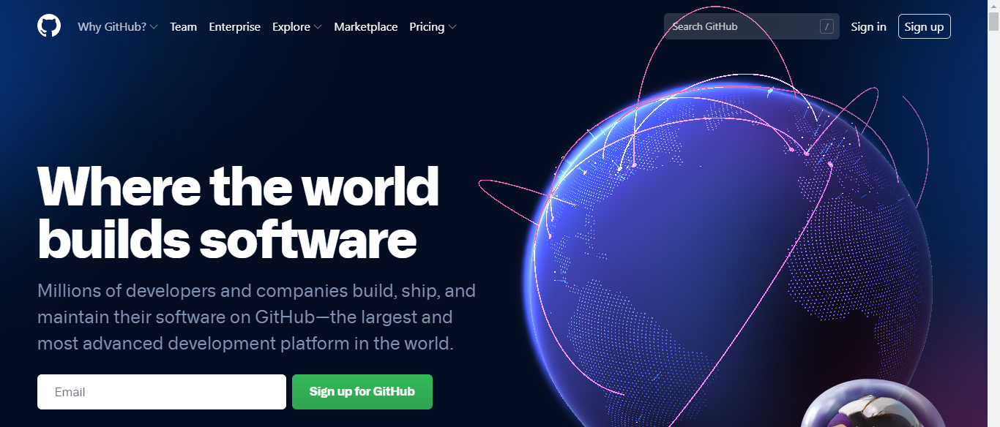 Why GitHub? Team Enterprise Explore Marketplace Pricing Search GitHub / Sign in Sign up
Where the world
builds software
Millions of developers and companies build, ship, and
maintain their software on GitHub—the largest and
most advanced development platform in the world.
Email Sign up for GitHub